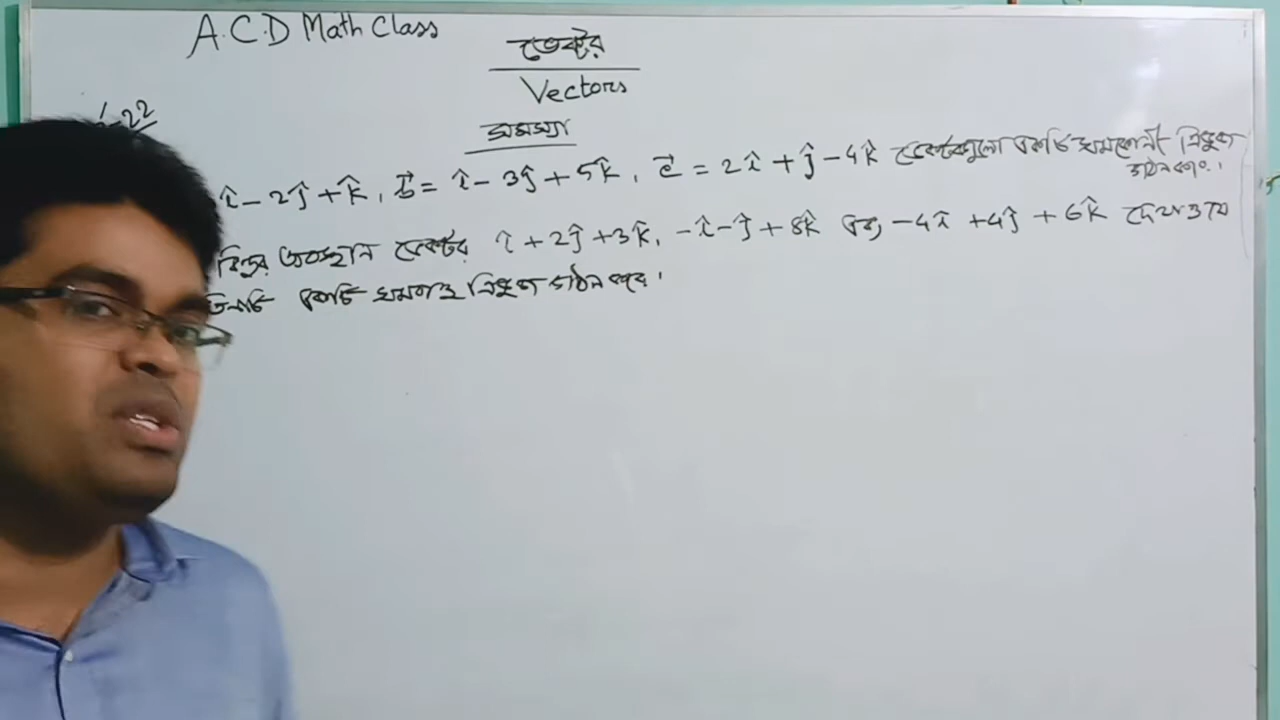 A.C.D Math Class
ভেক্টর
Vectors
-22
সমস্যা
î - 2ĵ + k̂, b⃗ = î - 3ĵ + 5k̂, c⃗ = 2î + ĵ - 4k̂ ভেক্টরগুলো একটি সমকোণী ত্রিভুজ
গঠন করে।
বিন্দুর অবস্থান ভেক্টর î + 2ĵ + 3k̂, -î - ĵ + 8k̂ এবং -4î + 4ĵ + 6k̂ দেখাও যে
তিনটি একটি সমবাহু ত্রিভুজ গঠন করে।